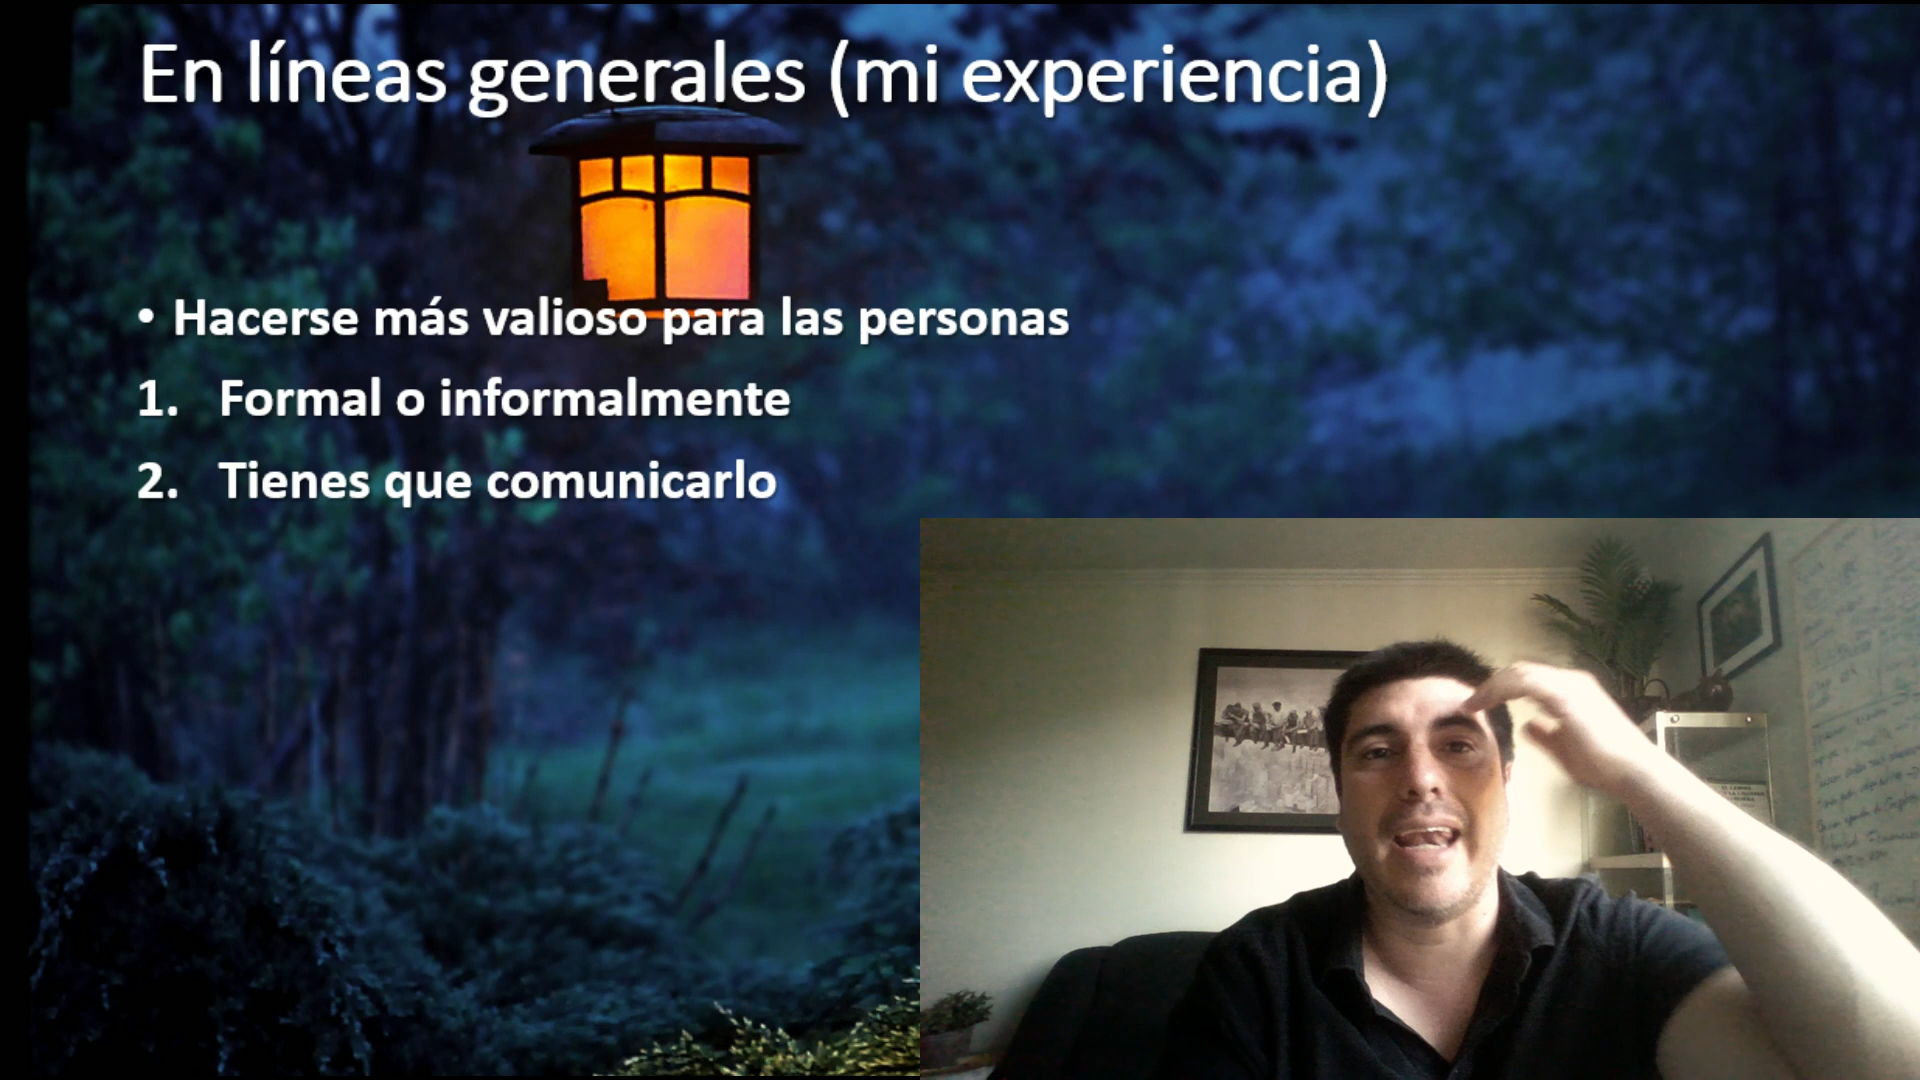 En líneas generales (mi experiencia)
• Hacerse más valioso para las personas
1. Formal o informalmente
2. Tienes que comunicarlo